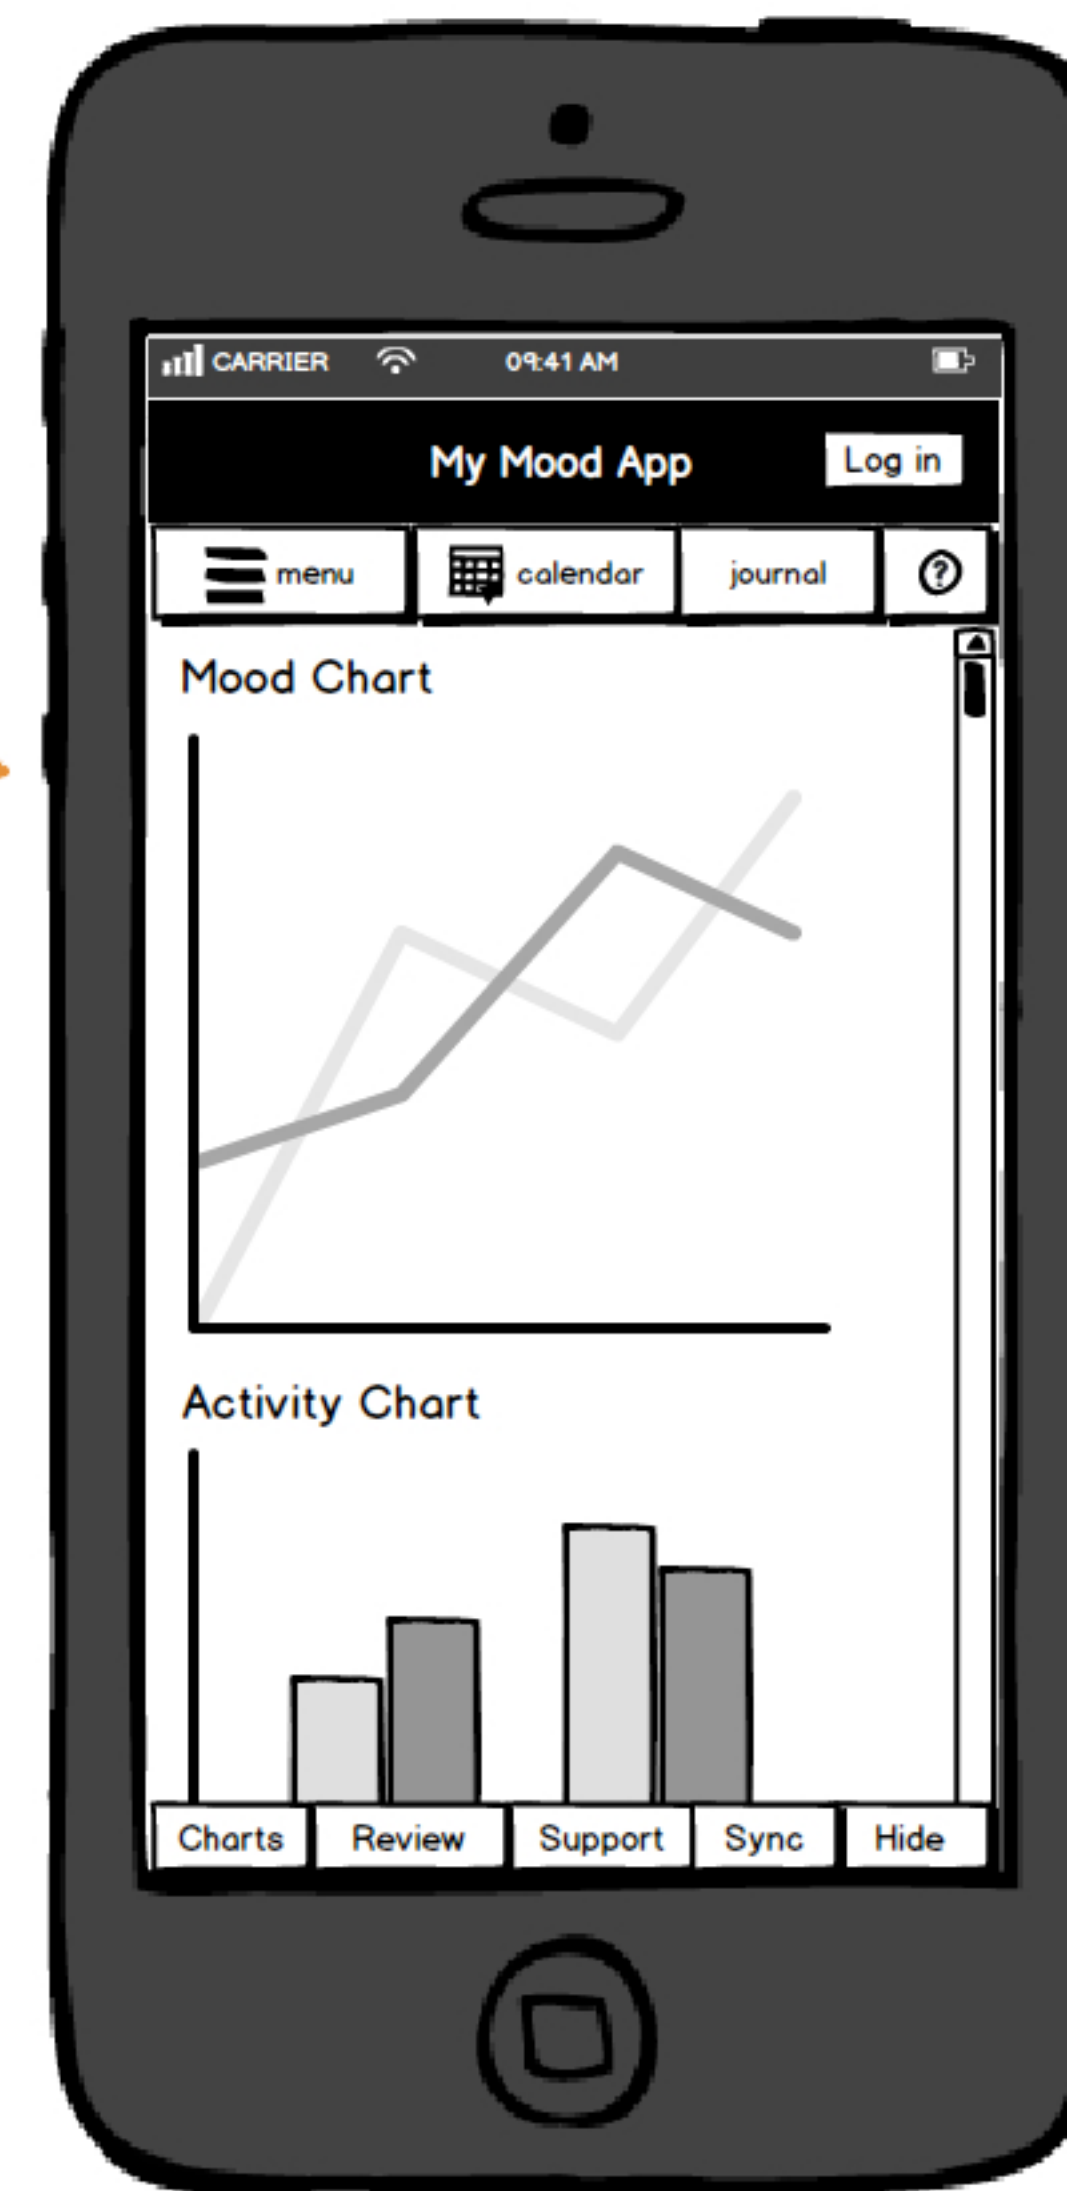 CARRIER 09:41 AM
My Mood App Log in
menu calendar journal ?
Mood Chart
Activity Chart
Charts Review Support Sync Hide